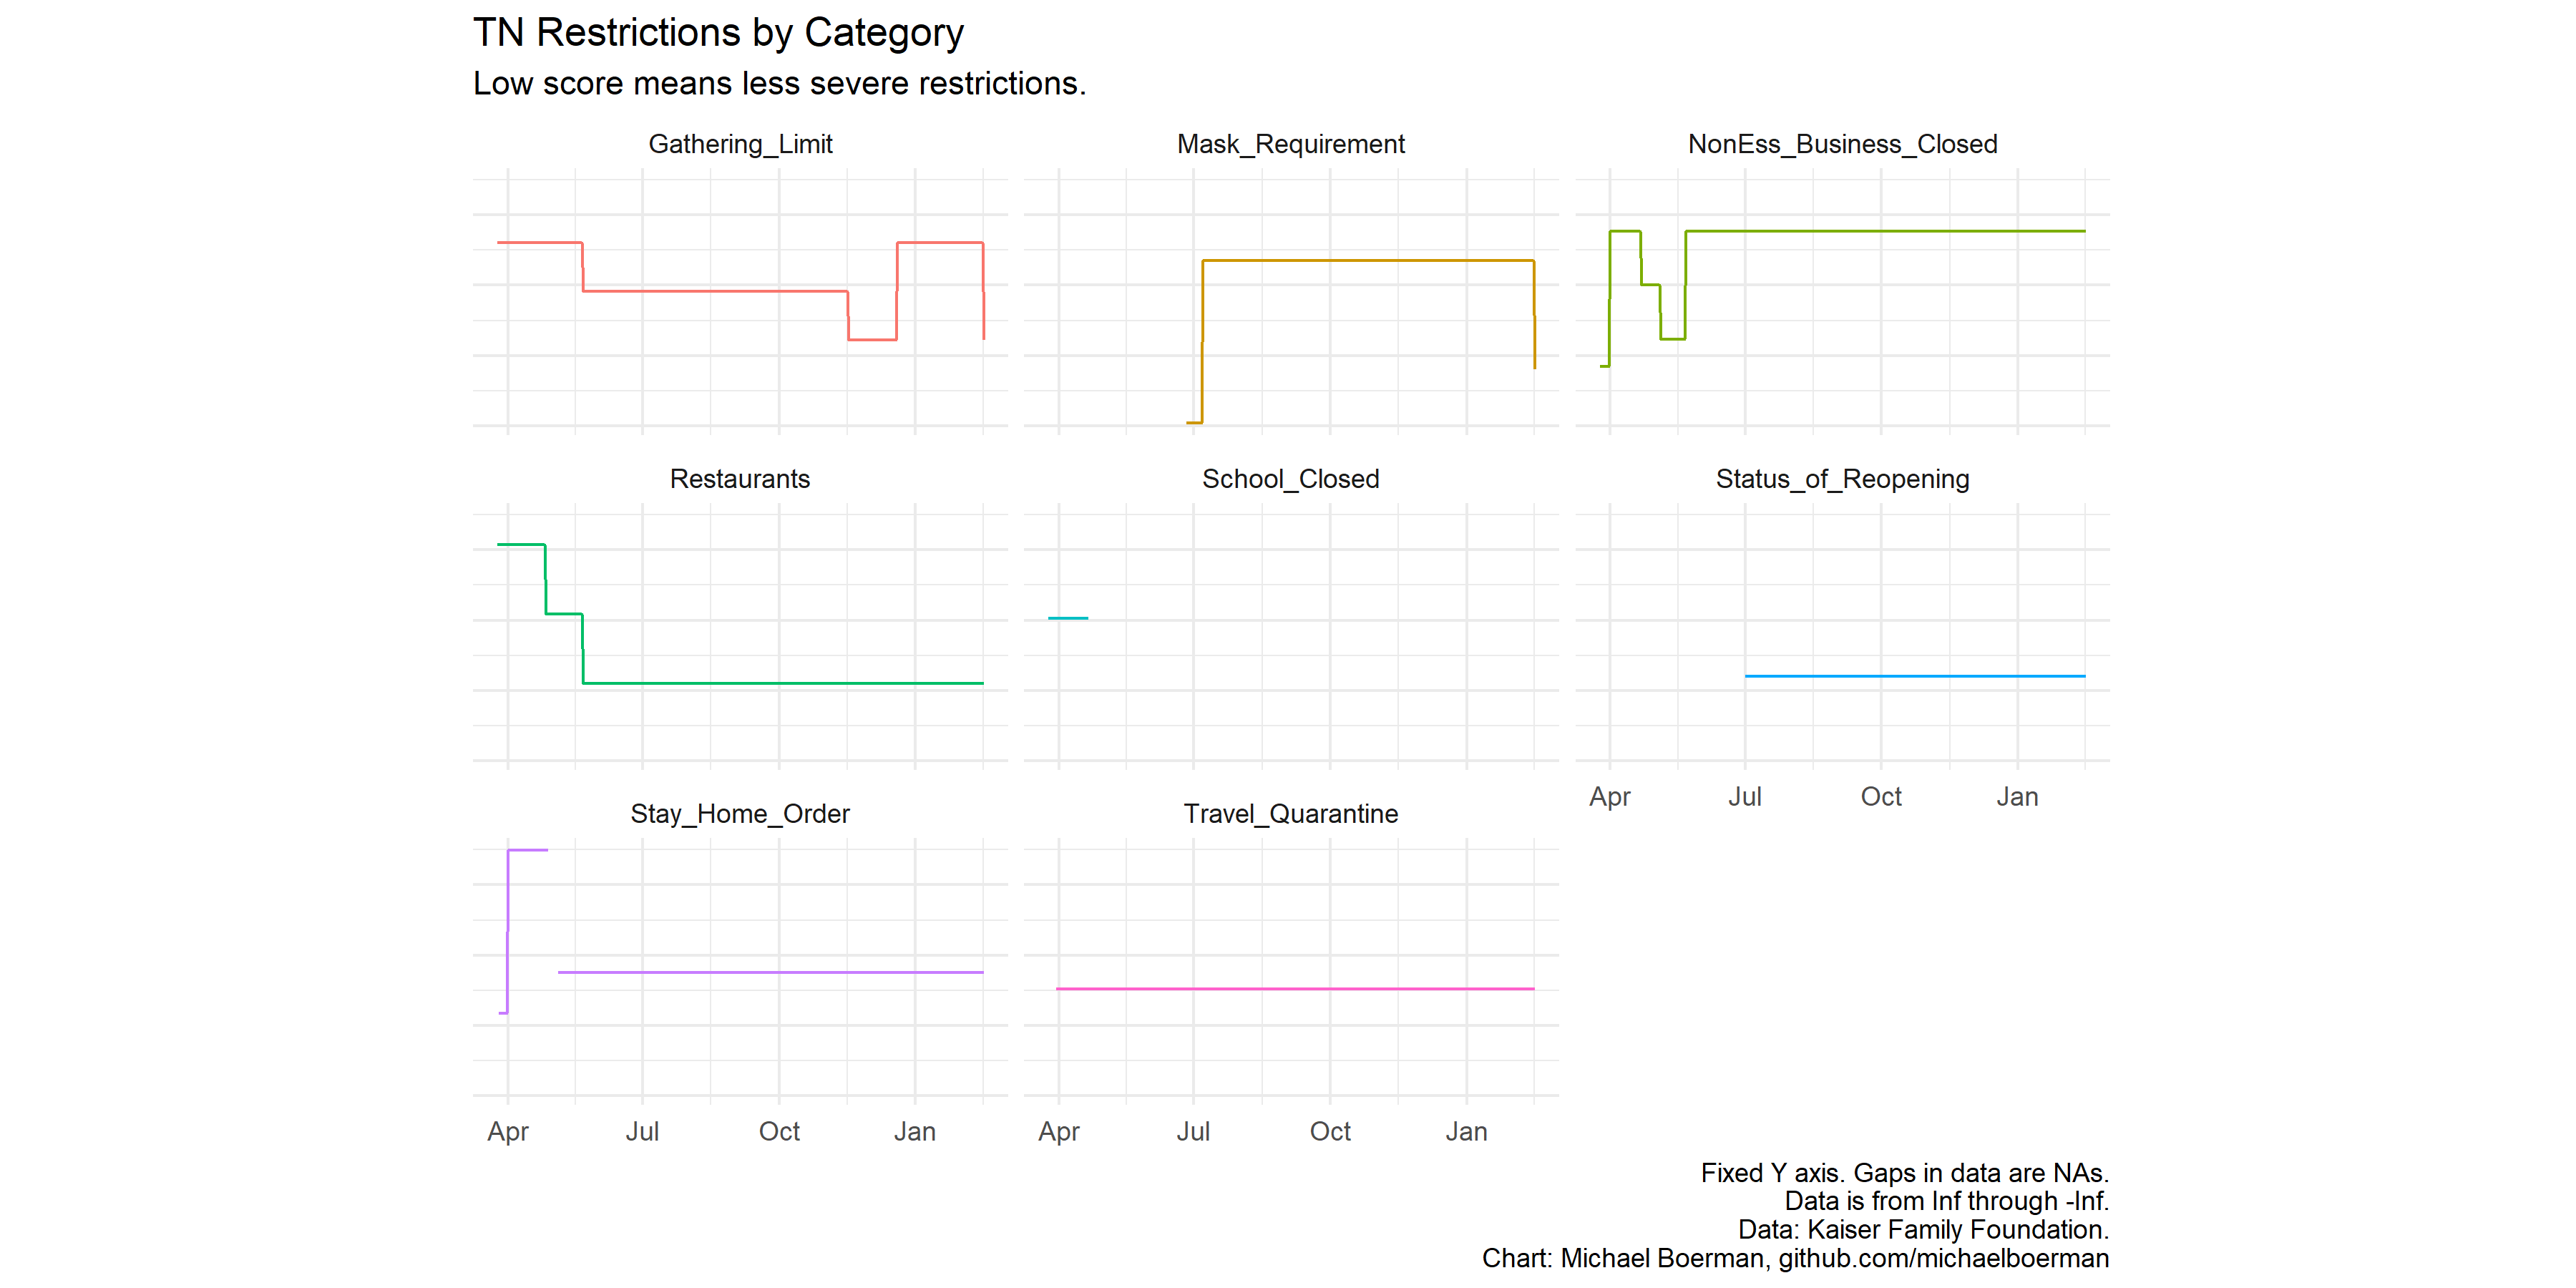 TN Restrictions by Category
Low score means less severe restrictions.
Gathering_Limit
Mask_Requirement
NonEss_Business_Closed
Restaurants
School_Closed
Status_of_Reopening
Apr Jul Oct Jan
Stay_Home_Order
Travel_Quarantine
Apr Jul Oct Jan
Apr Jul Oct Jan
Fixed Y axis. Gaps in data are NAs.
Data is from Inf through -Inf.
Data: Kaiser Family Foundation.
Chart: Michael Boerman, github.com/michaelboerman